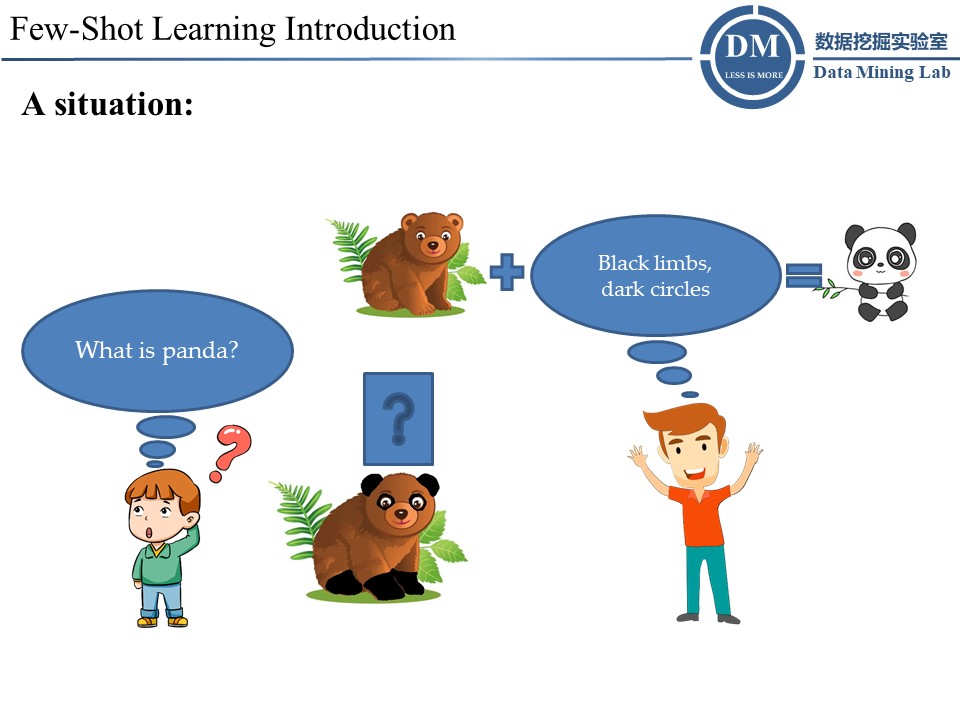 Few-Shot Learning Introduction
DM
LESS IS MORE
数据挖掘实验室
Data Mining Lab
A situation:
Black limbs,
dark circles
What is panda?
?